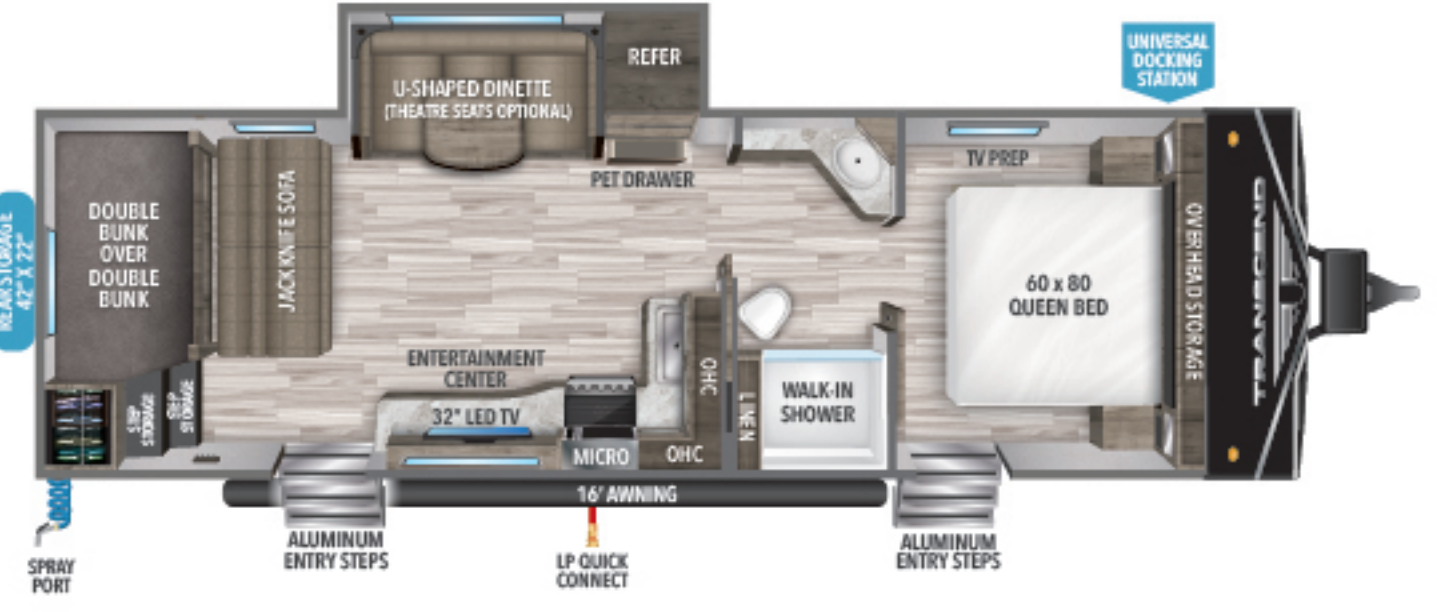 UNIVERSAL
DOCKING
STATION
REFER
U-SHAPED DINETTE
(THEATRE SEATS OPTIONAL)
TV PREP
PET DRAWER
DOUBLE
BUNK
OVER
DOUBLE
BUNK
JACK KNIFE SOFA
REAR STORAGE
42" X 22"
60 x 80
QUEEN BED
OVERHEAD STORAGE
TRANSCEND
ENTERTAINMENT
CENTER
32" LED TV
OHC
WALK-IN
SHOWER
LINEN
STEP
STORAGE
STEP
STORAGE
MICRO
OHC
16' AWNING
ALUMINUM
ENTRY STEPS
LP QUICK
CONNECT
ALUMINUM
ENTRY STEPS
SPRAY
PORT